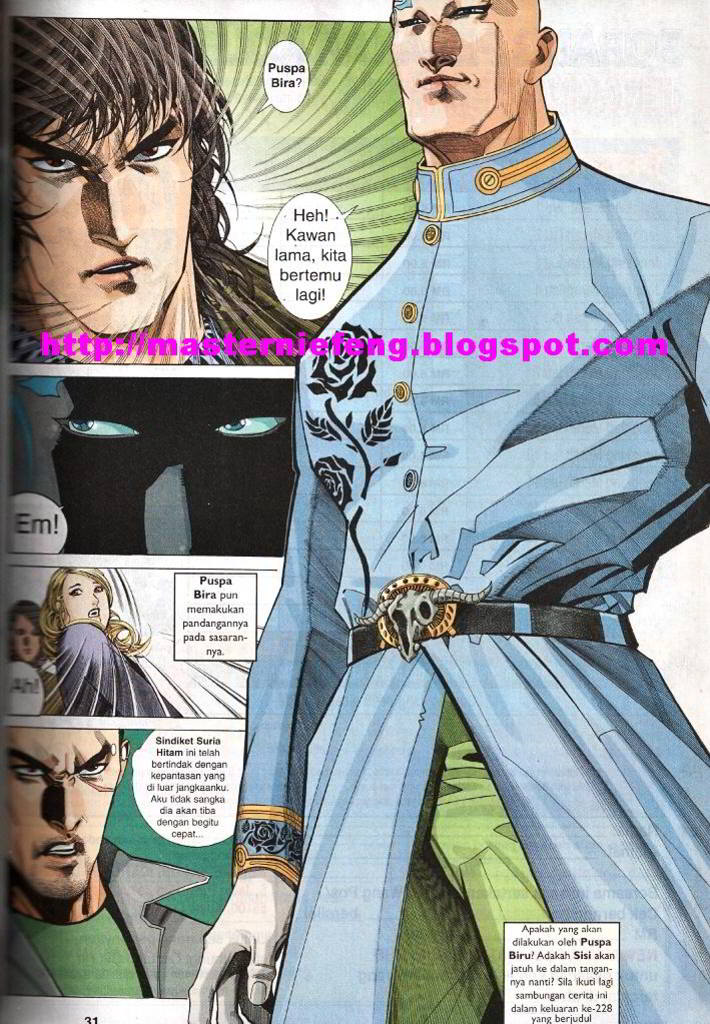 Puspa
Bira?
Heh!
Kawan
lama, kita
bertemu
lagi!
http://masterniefeng.blogspot.com
Em!
Puspa
Bira pun
memakukan
pandangannya
pada sasaran-
nya.
Ah!
Sindiket Suria
Hitam ini telah
bertindak dengan
kepantasan yang
di luar jangkaanku.
Aku tidak sangka
dia akan tiba
dengan begitu
cepat...
Apakah yang akan
dilakukan oleh Puspa
Biru? Adakah Sisi akan
jatuh ke dalam tangan-
nya nanti? Sila ikuti lagi
sambungan cerita ini
dalam keluaran ke-228
yang berjudul
31